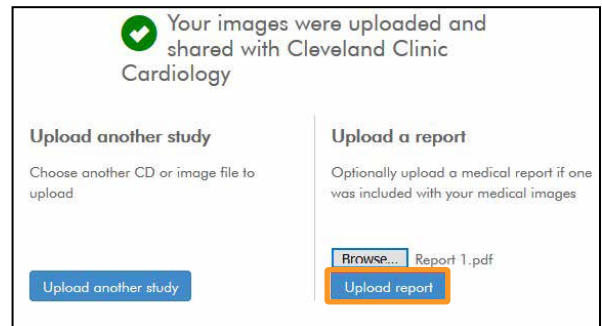 Your images were uploaded and
shared with Cleveland Clinic
Cardiology
Upload another study
Choose another CD or image file to
upload
Upload another study
Upload a report
Optionally upload a medical report if one
was included with your medical images
Browse... Report 1.pdf
Upload report